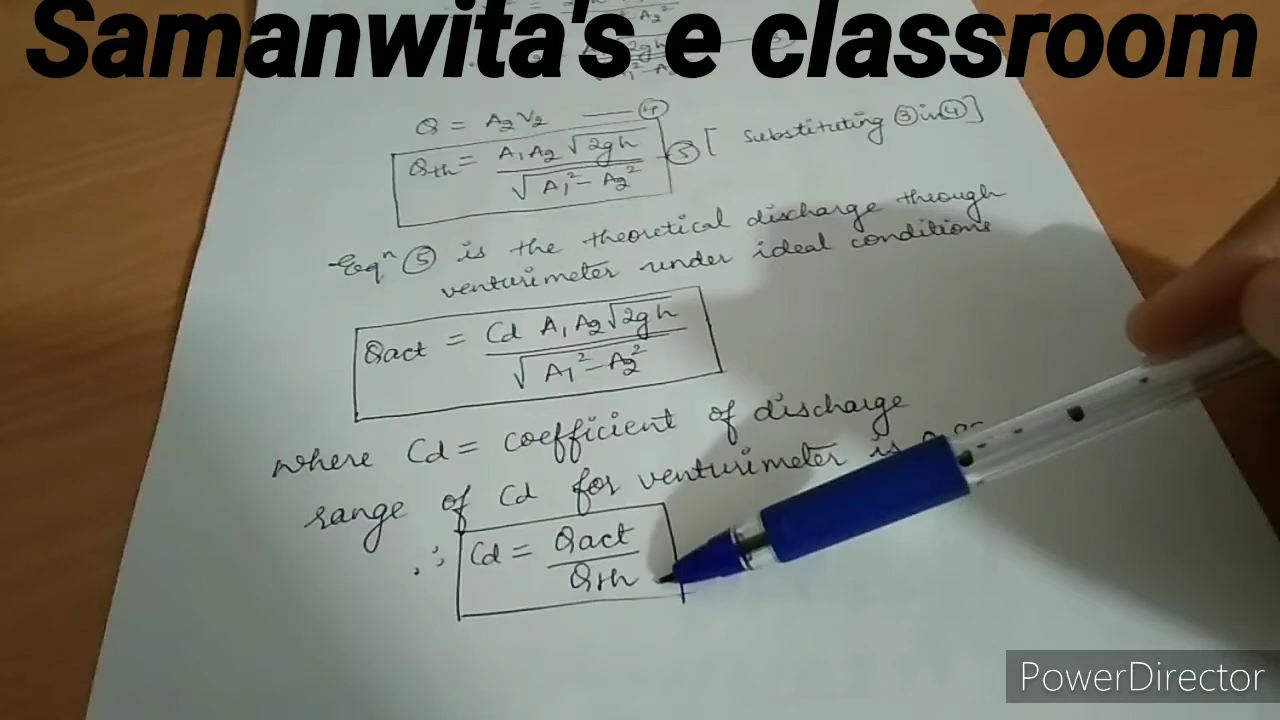 Samanwita's e classroom
Q = A₂V₂ —— ④
Qth = A₁A₂√2gh / √A₁²-A₂² —⑤ [Substituting ③ in ④]
Eqⁿ ⑤ is the theoretical discharge through
venturimeter under ideal conditions
Qact = Cd A₁A₂√2gh / √A₁²-A₂²
where Cd = coefficient of discharge
range of Cd for venturimeter is
∴ Cd = Qact / Qth
PowerDirector